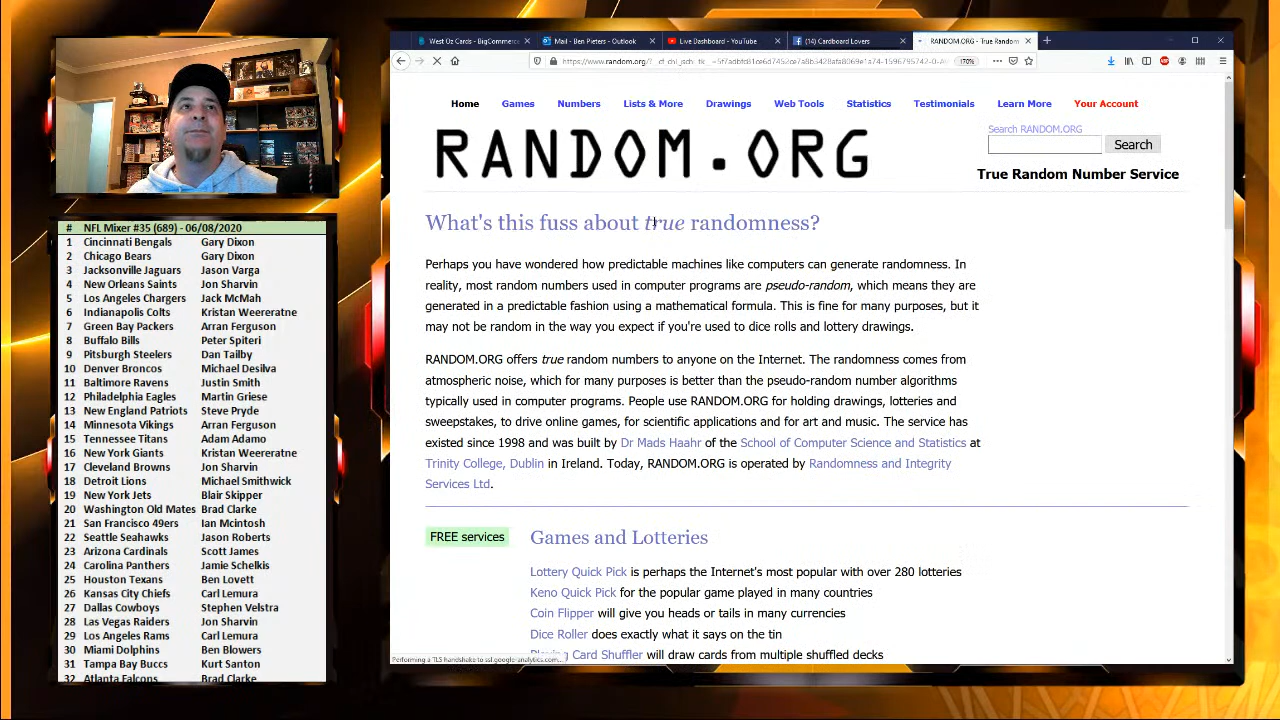 West Oz Cards - BigCommerce
Mail - Ben Pieters - Outlook
Live Dashboard - YouTube
(14) Cardboard Lovers
RANDOM.ORG - True Random
170%
Home Games Numbers Lists & More Drawings Web Tools Statistics Testimonials Learn More Your Account
RANDOM.ORG
Search RANDOM.ORG
Search
True Random Number Service
What's this fuss about true randomness?
Perhaps you have wondered how predictable machines like computers can generate randomness. In
reality, most random numbers used in computer programs are pseudo-random, which means they are
generated in a predictable fashion using a mathematical formula. This is fine for many purposes, but it
may not be random in the way you expect if you're used to dice rolls and lottery drawings.
RANDOM.ORG offers true random numbers to anyone on the Internet. The randomness comes from
atmospheric noise, which for many purposes is better than the pseudo-random number algorithms
typically used in computer programs. People use RANDOM.ORG for holding drawings, lotteries and
sweepstakes, to drive online games, for scientific applications and for art and music. The service has
existed since 1998 and was built by Dr Mads Haahr of the School of Computer Science and Statistics at
Trinity College, Dublin in Ireland. Today, RANDOM.ORG is operated by Randomness and Integrity
Services Ltd.
FREE services
Games and Lotteries
Lottery Quick Pick is perhaps the Internet's most popular with over 280 lotteries
Keno Quick Pick for the popular game played in many countries
Coin Flipper will give you heads or tails in many currencies
Dice Roller does exactly what it says on the tin
Playing Card Shuffler will draw cards from multiple shuffled decks
Performing a TLS handshake to ssl.google-analytics.com...
# NFL Mixer #35 (689) - 06/08/2020
1 Cincinnati Bengals Gary Dixon
2 Chicago Bears Gary Dixon
3 Jacksonville Jaguars Jason Varga
4 New Orleans Saints Jon Sharvin
5 Los Angeles Chargers Jack McMah
6 Indianapolis Colts Kristan Weereratne
7 Green Bay Packers Arran Ferguson
8 Buffalo Bills Peter Spiteri
9 Pitsburgh Steelers Dan Tailby
10 Denver Broncos Michael Desilva
11 Baltimore Ravens Justin Smith
12 Philadelphia Eagles Martin Griese
13 New England Patriots Steve Pryde
14 Minnesota Vikings Arran Ferguson
15 Tennessee Titans Adam Adamo
16 New York Giants Kristan Weereratne
17 Cleveland Browns Jon Sharvin
18 Detroit Lions Michael Smithwick
19 New York Jets Blair Skipper
20 Washington Old Mates Brad Clarke
21 San Francisco 49ers Ian Mcintosh
22 Seattle Seahawks Jason Roberts
23 Arizona Cardinals Scott James
24 Carolina Panthers Jamie Schelkis
25 Houston Texans Ben Lovett
26 Kansas City Chiefs Carl Lemura
27 Dallas Cowboys Stephen Velstra
28 Las Vegas Raiders Jon Sharvin
29 Los Angeles Rams Carl Lemura
30 Miami Dolphins Ben Blowers
31 Tampa Bay Buccs Kurt Santon
32 Atlanta Falcons Brad Clarke